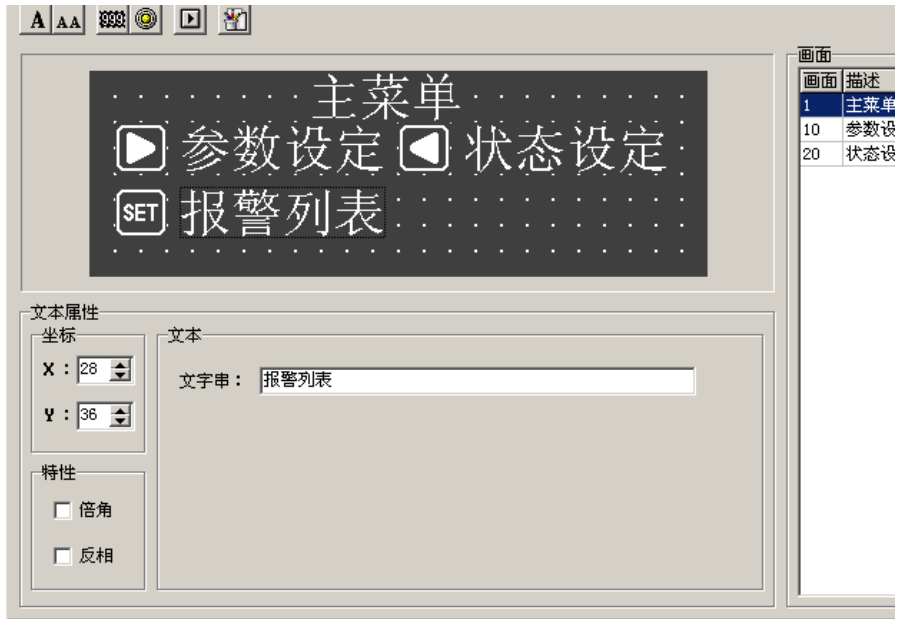 A AA
主菜单
参数设定 状态设定
SET 报警列表
画面
画面 描述
1 主菜单
10 参数设
20 状态设
文本属性
坐标
X：28
Y：36
文本
文字串： 报警列表
特性
倍角
反相